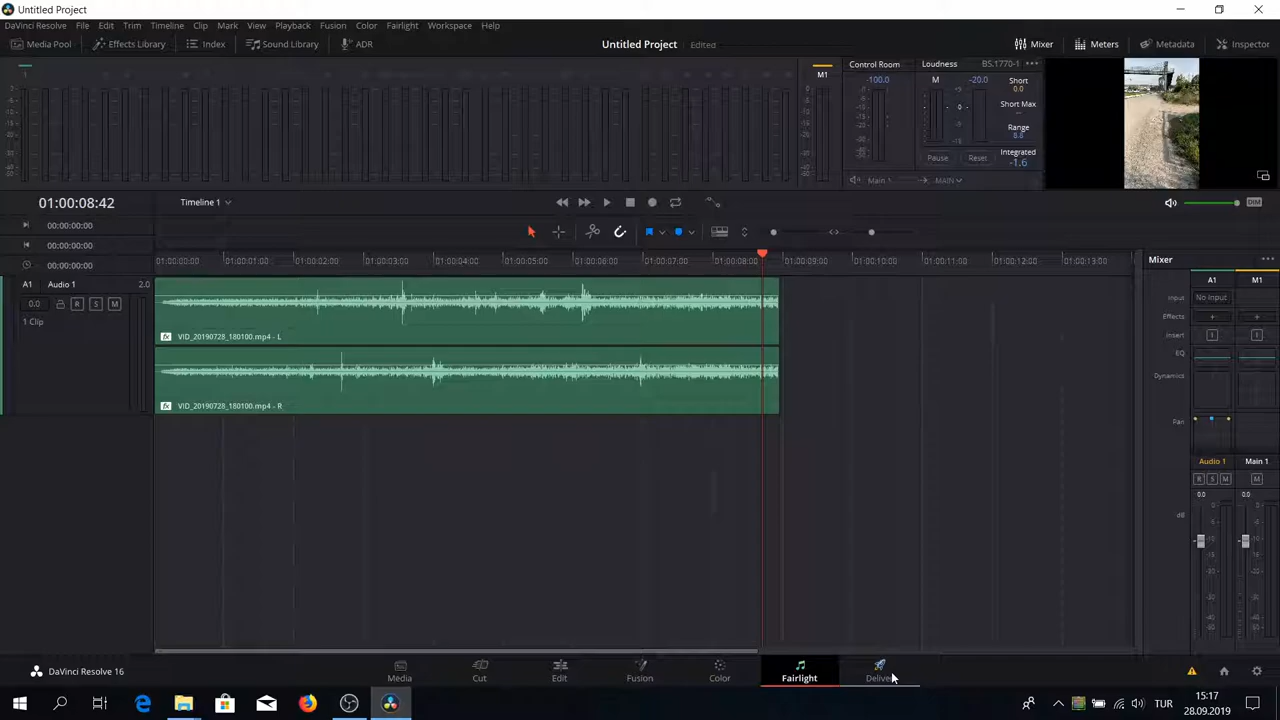 Untitled Project
DaVinci Resolve File Edit Trim Timeline Clip Mark View Playback Fusion Color Fairlight Workspace Help
Media Pool Effects Library Index Sound Library ADR Untitled Project Edited Mixer Meters Metadata Inspector
1 M1 Control Room Loudness BS.1770-1
-100.0 M -20.0 Short 0.0
Short Max
Range 8.8
Integrated -1.6
Pause Reset
Main 1 MAIN
01:00:08:42 Timeline 1 DIM
00:00:00:00
00:00:00:00
00:00:00:00
01:00:00:00 01:00:01:00 01:00:02:00 01:00:03:00 01:00:04:00 01:00:05:00 01:00:06:00 01:00:07:00 01:00:08:00 01:00:09:00 01:00:10:00 01:00:11:00 01:00:12:00 01:00:13:00 Mixer
A1 Audio 1 2.0 A1 M1
0.0 R S M Input No Input
1 Clip Effects
VID_20190728_180100.mp4 - L Insert
EQ
Dynamics
VID_20190728_180100.mp4 - R Pan
Audio 1 Main 1
R S M M
0.0 0.0
dB
DaVinci Resolve 16 Media Cut Edit Fusion Color Fairlight Deliver
TUR 15:17
28.09.2019